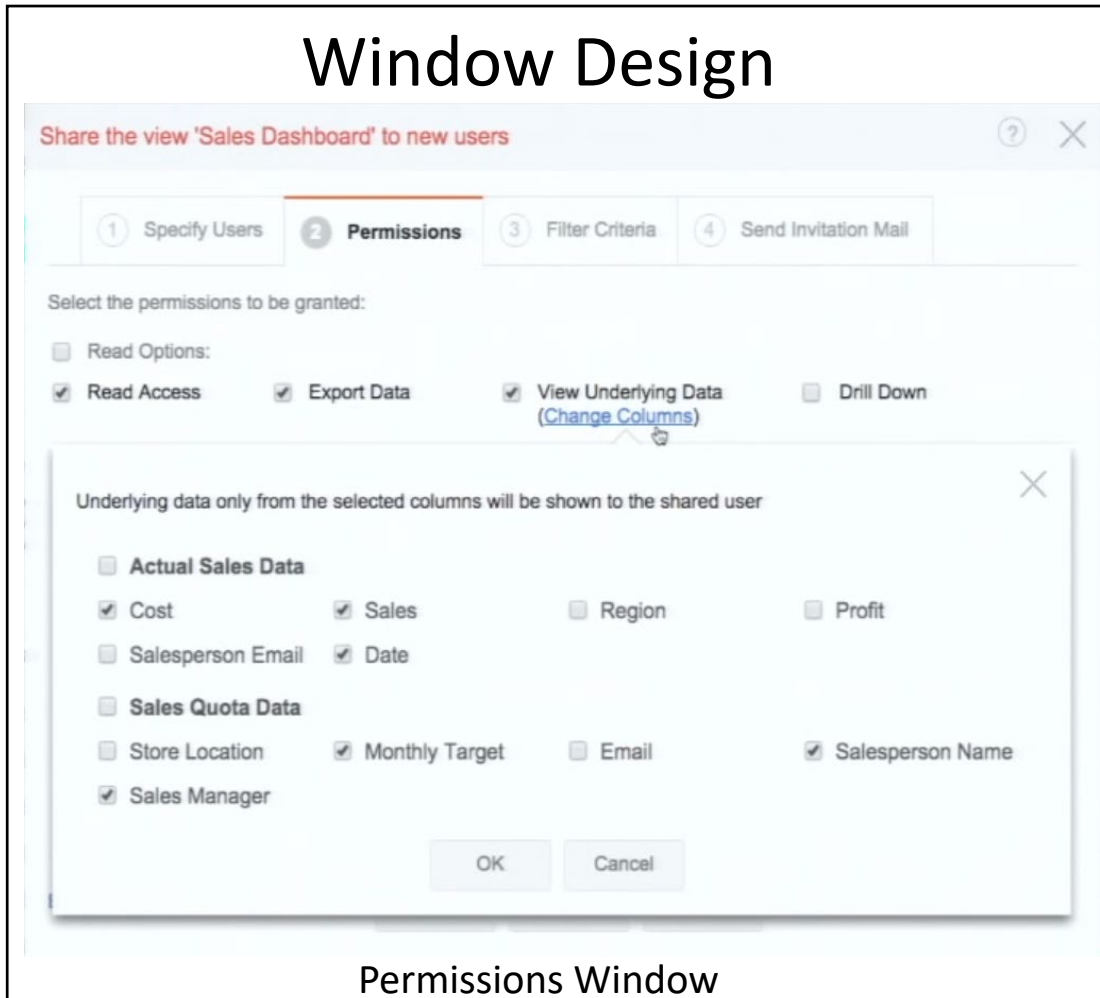 Window Design
Share the view 'Sales Dashboard' to new users
?
1 Specify Users 2 Permissions 3 Filter Criteria 4 Send Invitation Mail
Select the permissions to be granted:
Read Options:
Read Access Export Data View Underlying Data Drill Down
(Change Columns)
Underlying data only from the selected columns will be shown to the shared user
Actual Sales Data
Cost Sales Region Profit
Salesperson Email Date
Sales Quota Data
Store Location Monthly Target Email Salesperson Name
Sales Manager
OK Cancel
Permissions Window